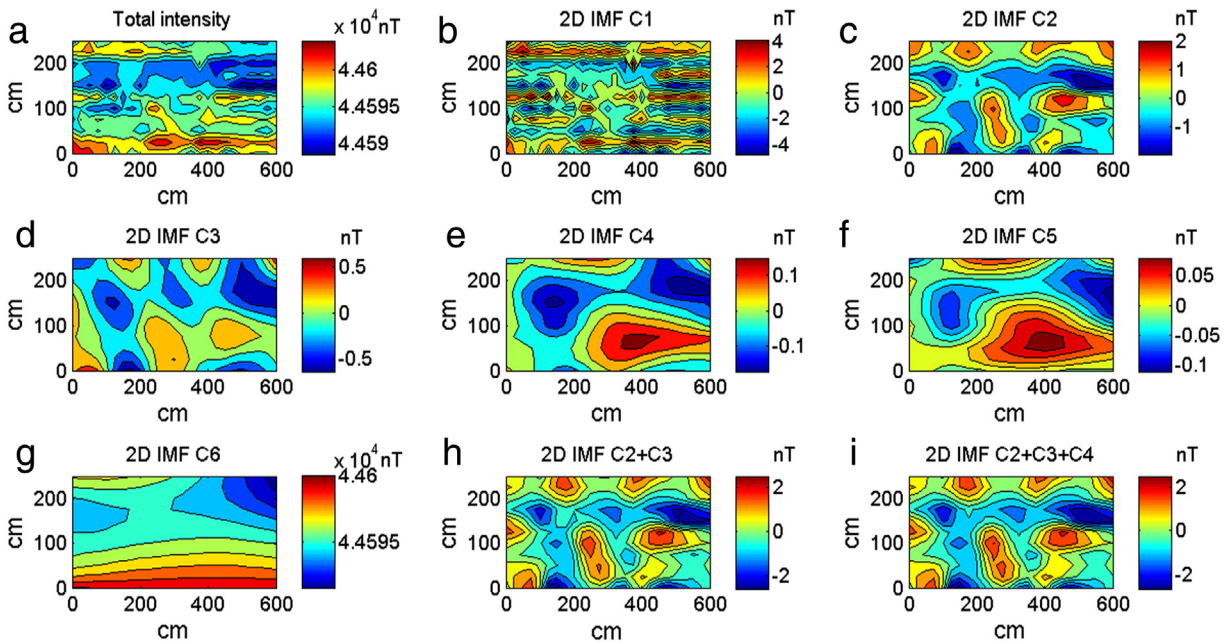 a
Total intensity
x 10⁴nT
cm
200
100
0
0 200 400 600
cm
4.46
4.4595
4.459
b
2D IMF C1
nT
cm
200
100
0
0 200 400 600
cm
4
2
0
-2
-4
c
2D IMF C2
nT
cm
200
100
0
0 200 400 600
cm
2
1
0
-1
d
2D IMF C3
nT
cm
200
100
0
0 200 400 600
cm
0.5
0
-0.5
e
2D IMF C4
nT
cm
200
100
0
0 200 400 600
cm
0.1
0
-0.1
f
2D IMF C5
nT
cm
200
100
0
0 200 400 600
cm
0.05
0
-0.05
-0.1
g
2D IMF C6
x 10⁴nT
cm
200
100
0
0 200 400 600
cm
4.46
4.4595
h
2D IMF C2+C3
nT
cm
200
100
0
0 200 400 600
cm
2
0
-2
i
2D IMF C2+C3+C4
nT
cm
200
100
0
0 200 400 600
cm
2
0
-2